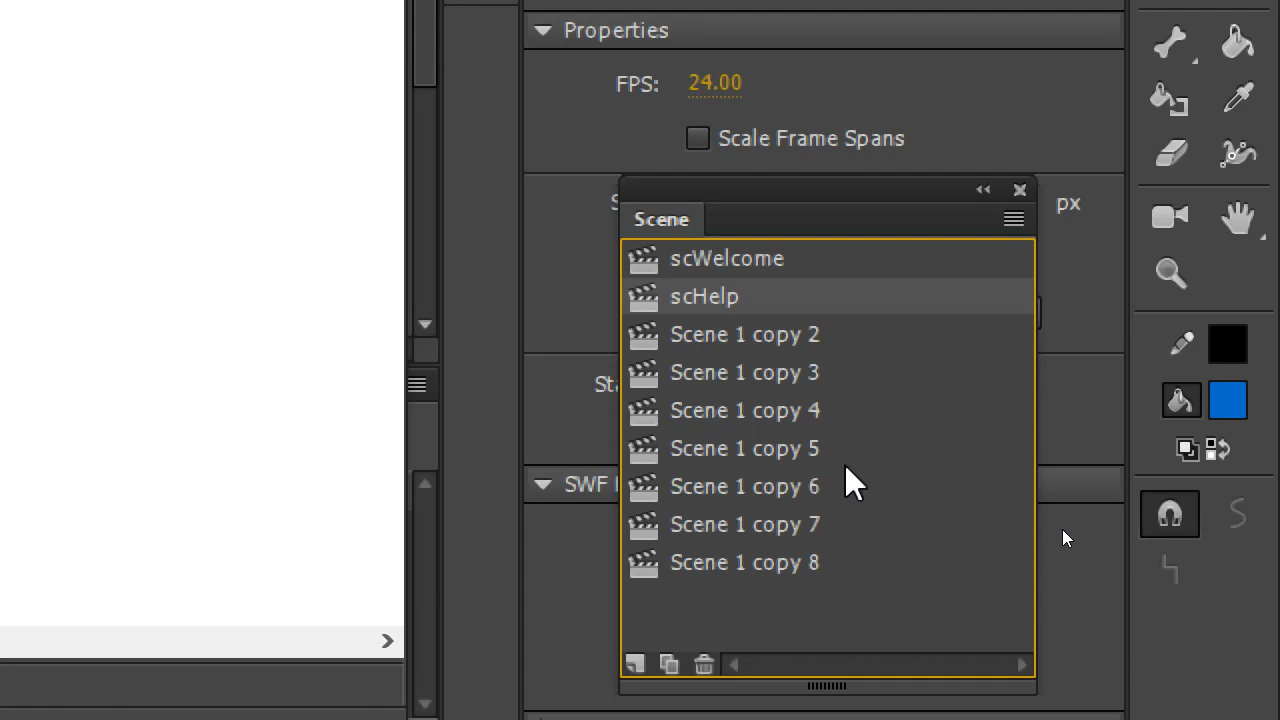 Properties
FPS: 24.00
Scale Frame Spans
S px
Scene
scWelcome
scHelp
Scene 1 copy 2
Scene 1 copy 3
Sta
Scene 1 copy 4
Scene 1 copy 5
SWF
Scene 1 copy 6
Scene 1 copy 7
Scene 1 copy 8